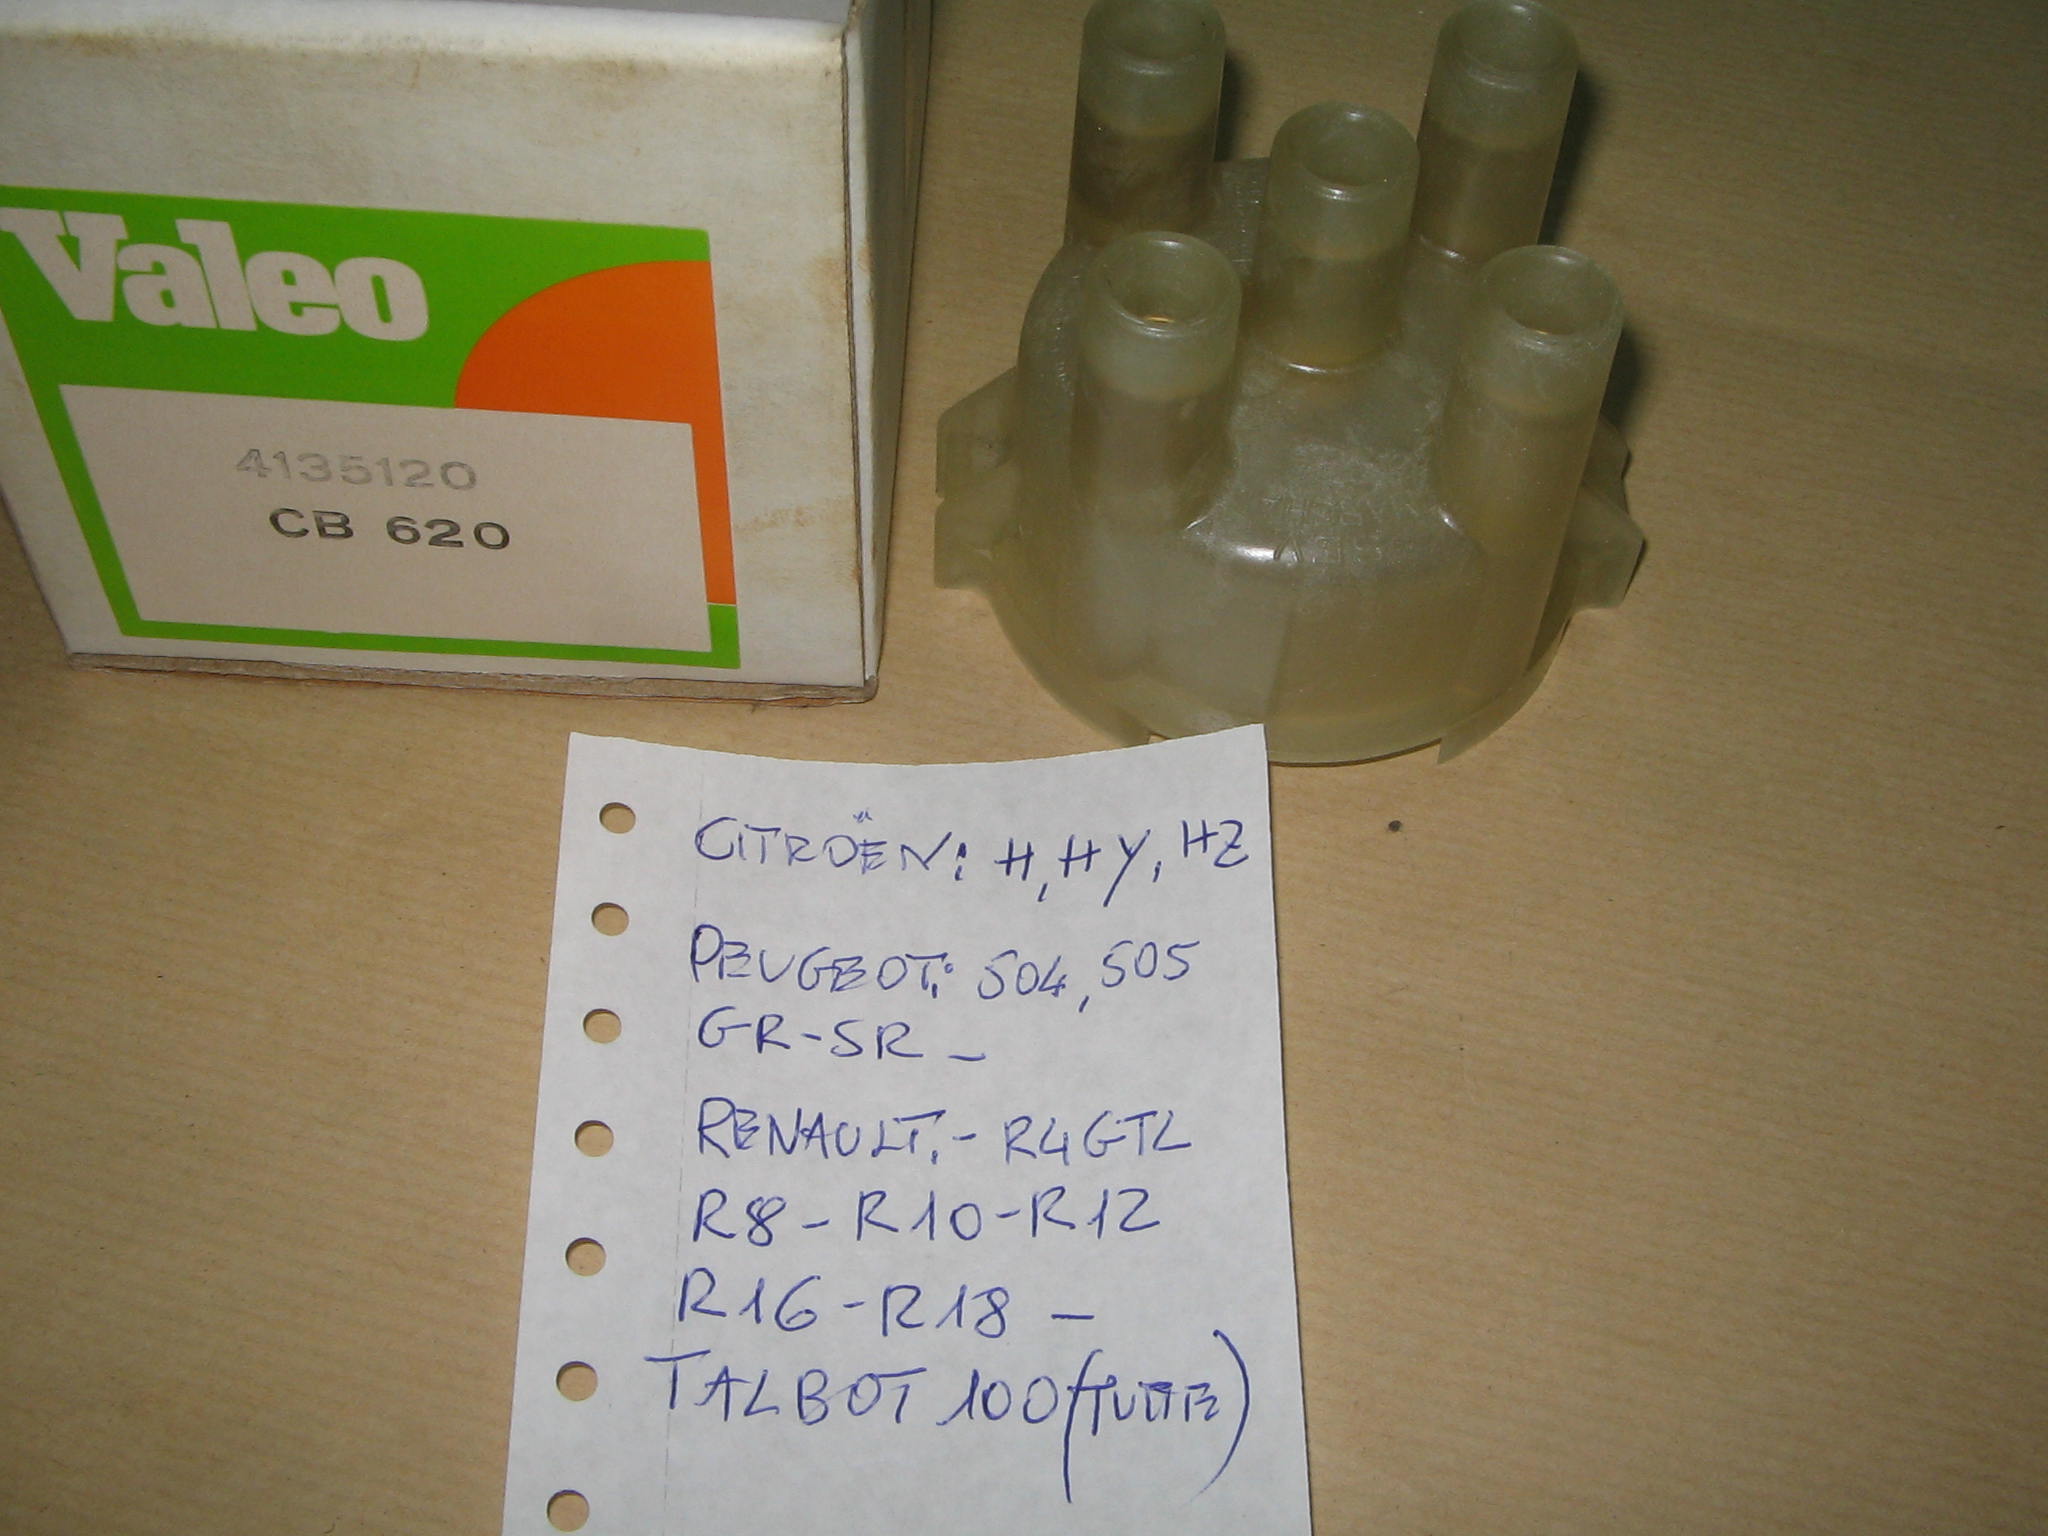 Valeo
4135120
CB 620
CITROËN: H, HY, HZ
PEUGEOT: 504, 505
GR-SR -
RENAULT:- R4GTL
R8 - R10 - R12
R16 - R18 -
TALBOT 100 (TUTTE)